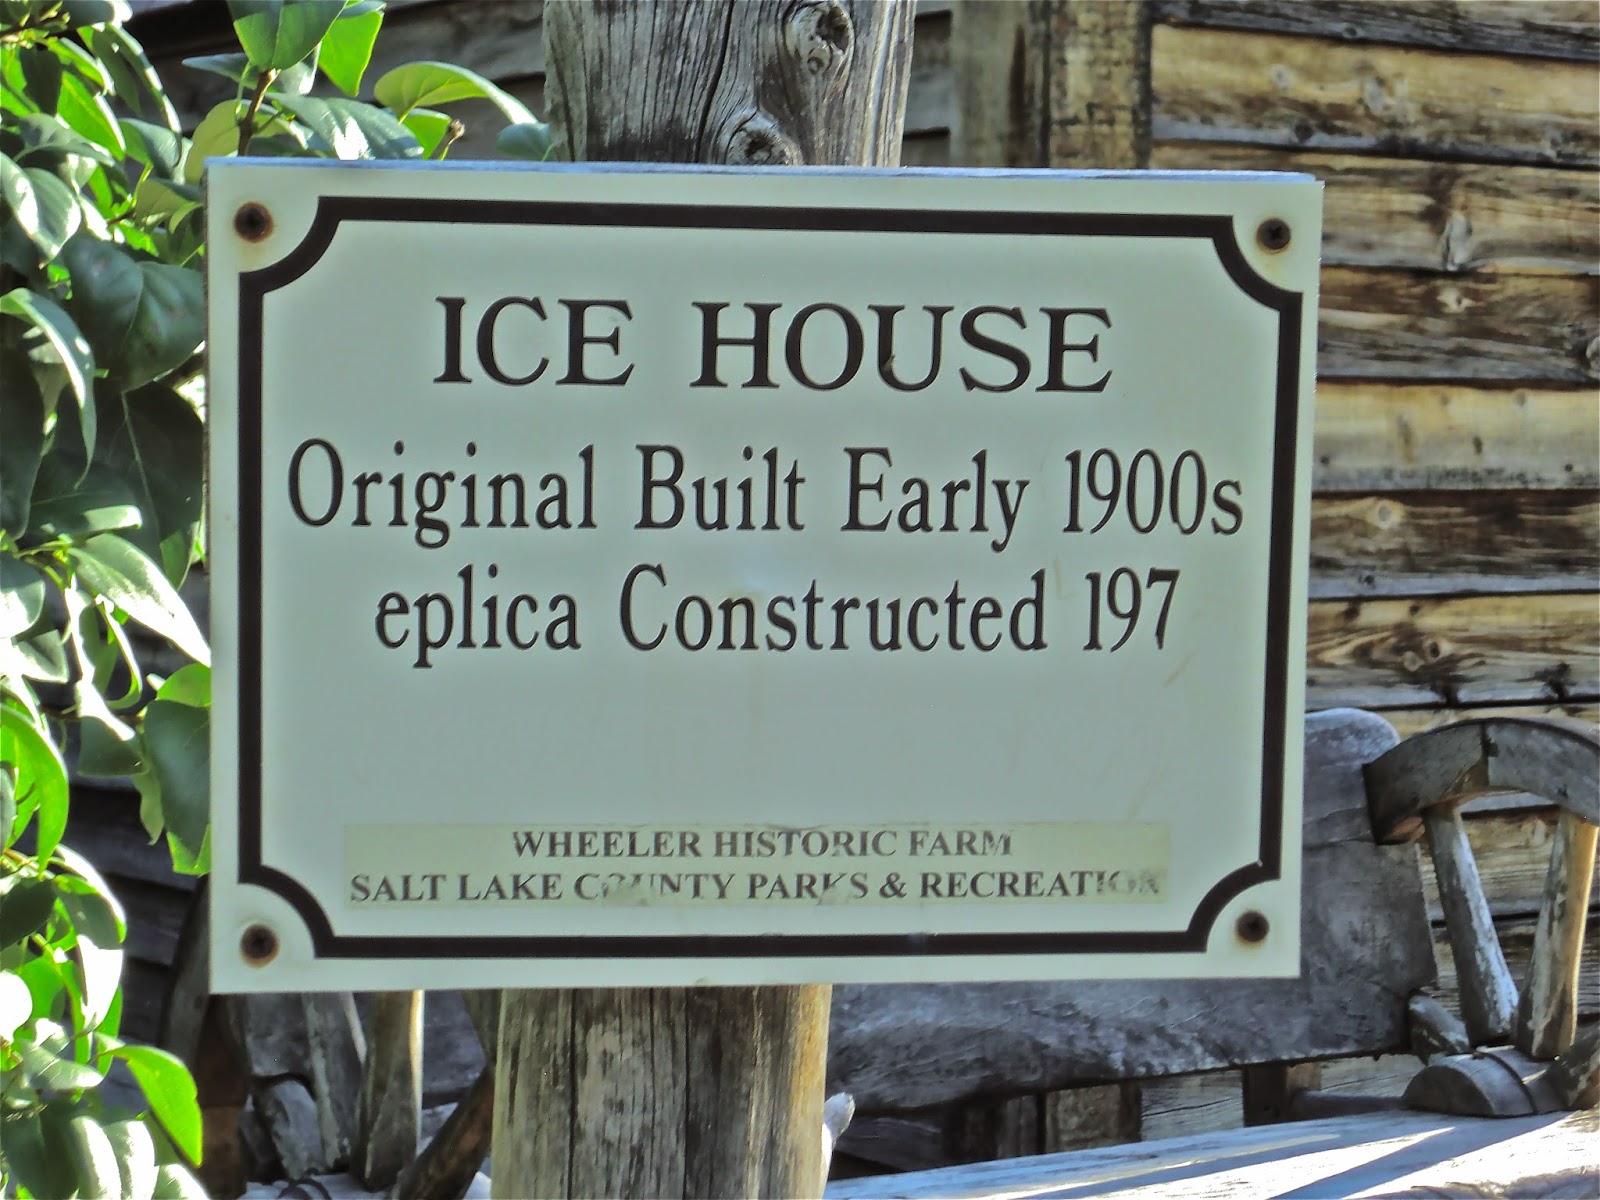 ICE HOUSE
Original Built Early 1900s
eplica Constructed 197
WHEELER HISTORIC FARM
SALT LAKE COUNTY PARKS & RECREATION